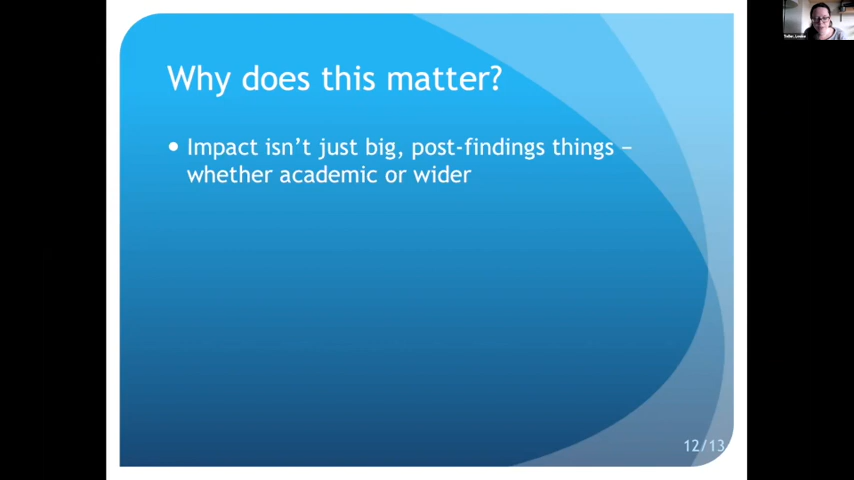 Why does this matter?
• Impact isn't just big, post-findings things –
whether academic or wider
12/13